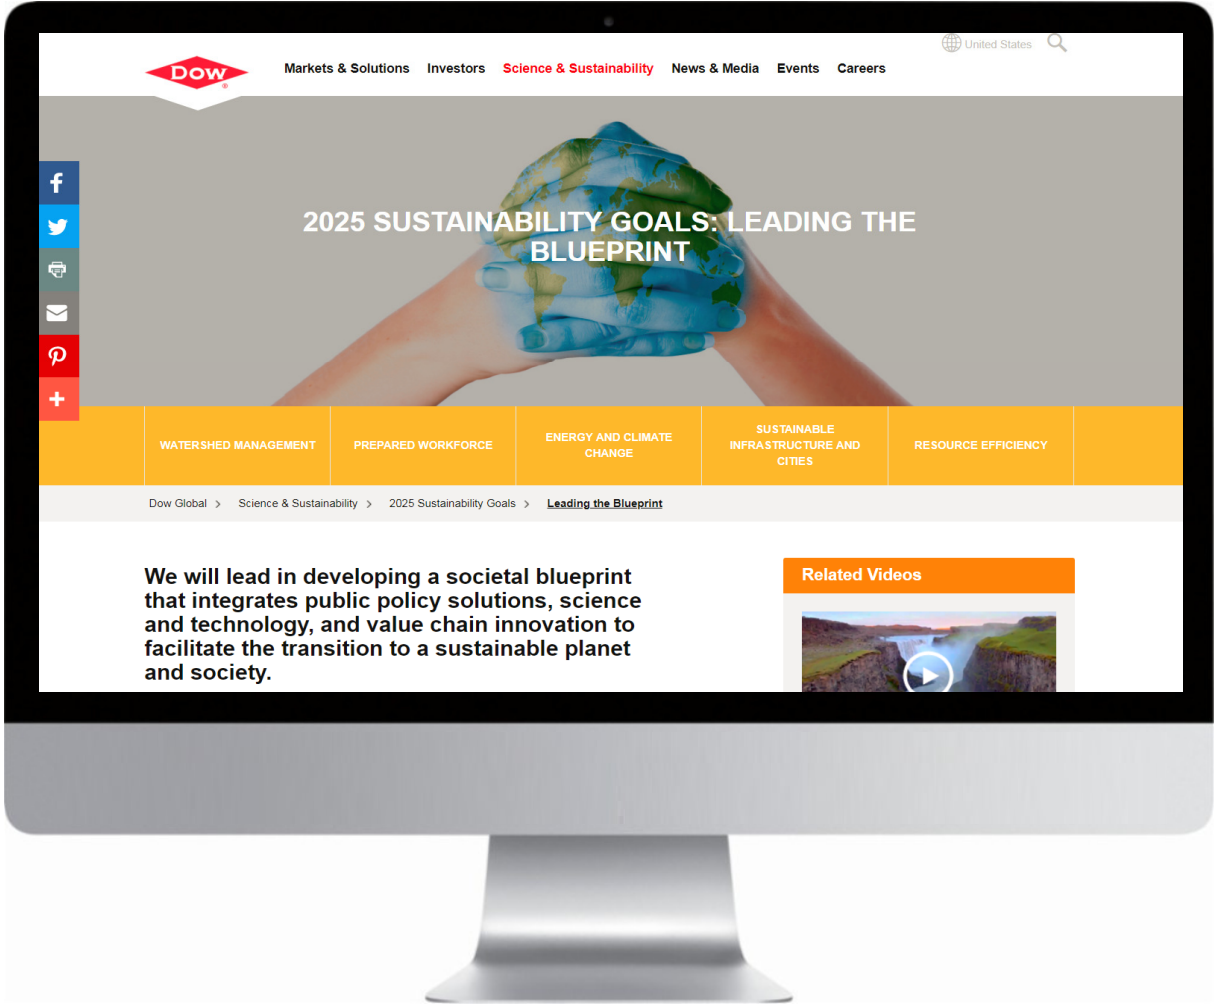 United States
DOW
Markets & Solutions Investors Science & Sustainability News & Media Events Careers
2025 SUSTAINABILITY GOALS: LEADING THE
BLUEPRINT
WATERSHED MANAGEMENT
PREPARED WORKFORCE
ENERGY AND CLIMATE
CHANGE
SUSTAINABLE
INFRASTRUCTURE AND
CITIES
RESOURCE EFFICIENCY
Dow Global > Science & Sustainability > 2025 Sustainability Goals > Leading the Blueprint
We will lead in developing a societal blueprint
that integrates public policy solutions, science
and technology, and value chain innovation to
facilitate the transition to a sustainable planet
and society.
Related Videos